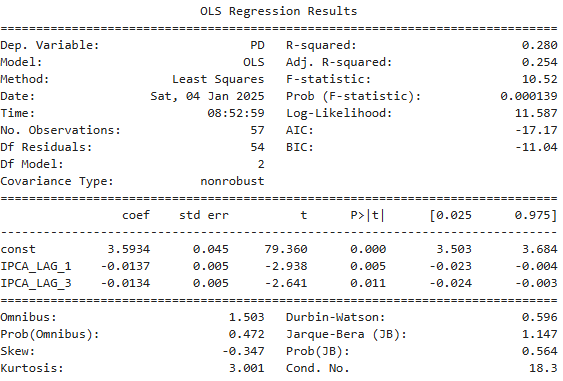 OLS Regression Results
==============================================================================
Dep. Variable: PD R-squared: 0.280
Model: OLS Adj. R-squared: 0.254
Method: Least Squares F-statistic: 10.52
Date: Sat, 04 Jan 2025 Prob (F-statistic): 0.000139
Time: 08:52:59 Log-Likelihood: 11.587
No. Observations: 57 AIC: -17.17
Df Residuals: 54 BIC: -11.04
Df Model: 2
Covariance Type: nonrobust
==============================================================================
coef std err t P>|t| [0.025 0.975]
------------------------------------------------------------------------------
const 3.5934 0.045 79.360 0.000 3.503 3.684
IPCA_LAG_1 -0.0137 0.005 -2.938 0.005 -0.023 -0.004
IPCA_LAG_3 -0.0134 0.005 -2.641 0.011 -0.024 -0.003
==============================================================================
Omnibus: 1.503 Durbin-Watson: 0.596
Prob(Omnibus): 0.472 Jarque-Bera (JB): 1.147
Skew: -0.347 Prob(JB): 0.564
Kurtosis: 3.001 Cond. No. 18.3